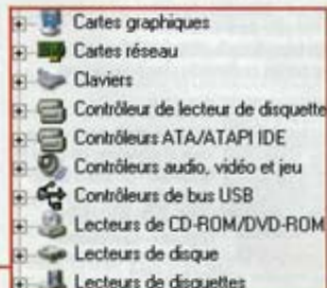 Cartes graphiques
Cartes réseau
Claviers
Contrôleur de lecteur de disquette
Contrôleurs ATA/ATAPI IDE
Contrôleurs audio, vidéo et jeu
Contrôleurs de bus USB
Lecteurs de CD-ROM/DVD-ROM
Lecteurs de disque
Lecteurs de disquettes